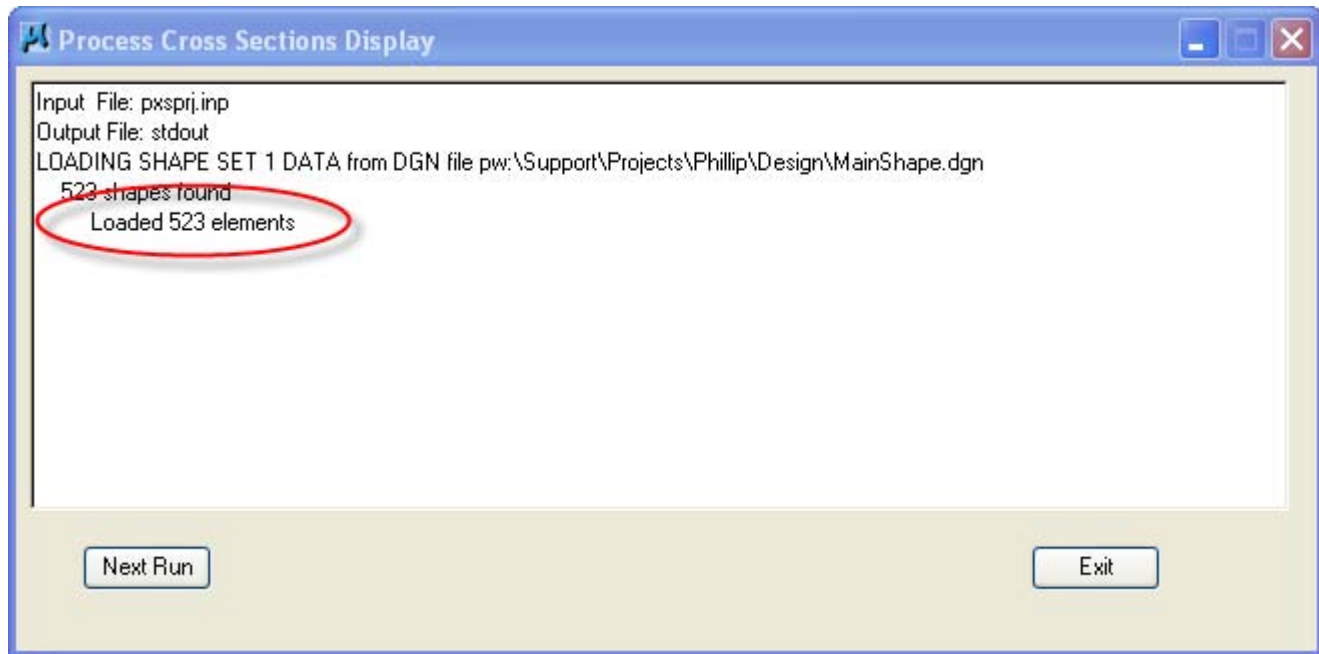 Process Cross Sections Display
Input File: pxsprj.inp
Output File: stdout
LOADING SHAPE SET 1 DATA from DGN file pw:\Support\Projects\Phillip\Design\MainShape.dgn
523 shapes found
Loaded 523 elements
Next Run
Exit